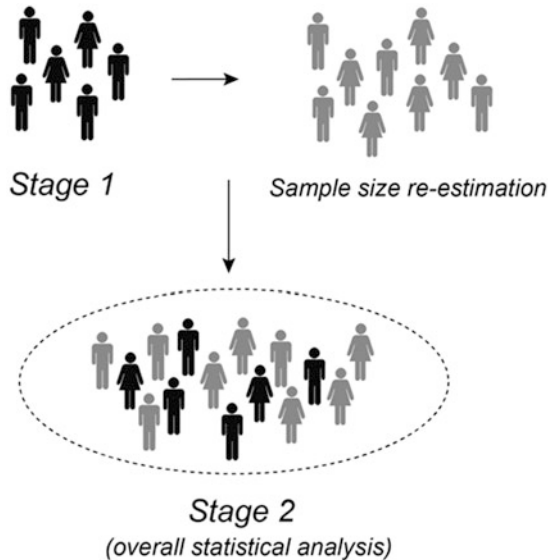 Stage 1
Sample size re-estimation
Stage 2
(overall statistical analysis)